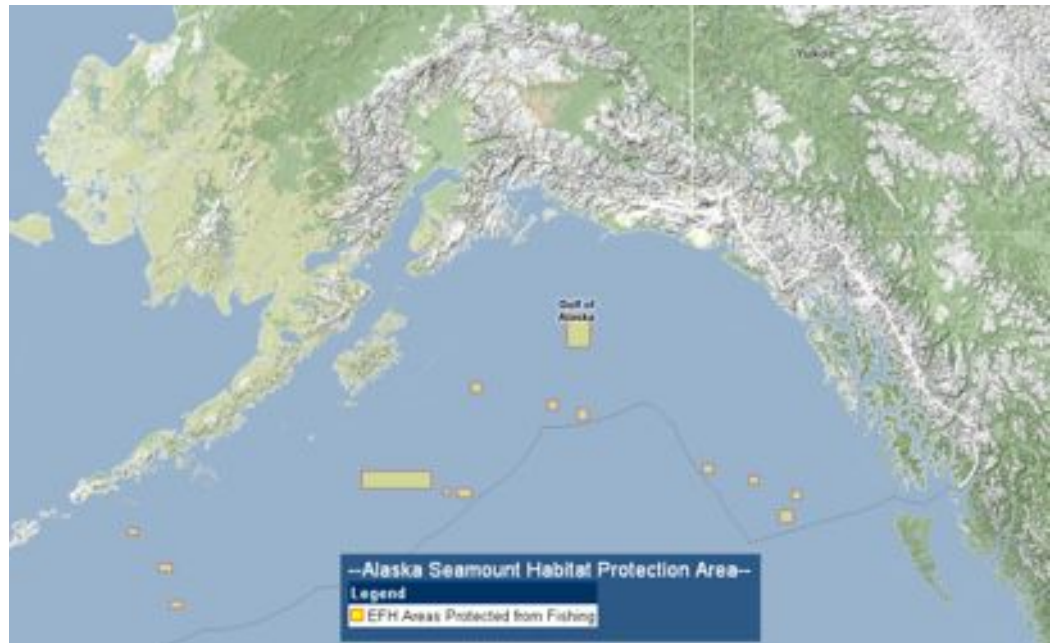 Yukon
Gulf of
Alaska
--Alaska Seamount Habitat Protection Area--
Legend
EFH Areas Protected from Fishing